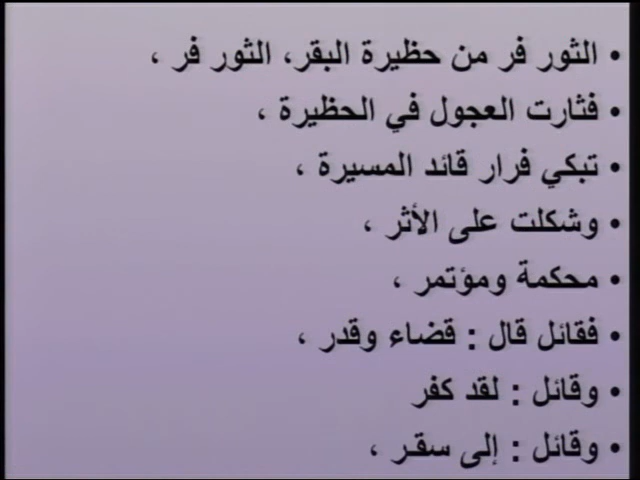 • الثور فر من حظيرة البقر، الثور فر ،
• فثارت العجول في الحظيرة ،
• تبكي فرار قائد المسيرة ،
• وشكلت على الأثر ،
• محكمة ومؤتمر ،
• فقائل قال : قضاء وقدر ،
• وقائل : لقد كفر
• وقائل : إلى سقـر ،